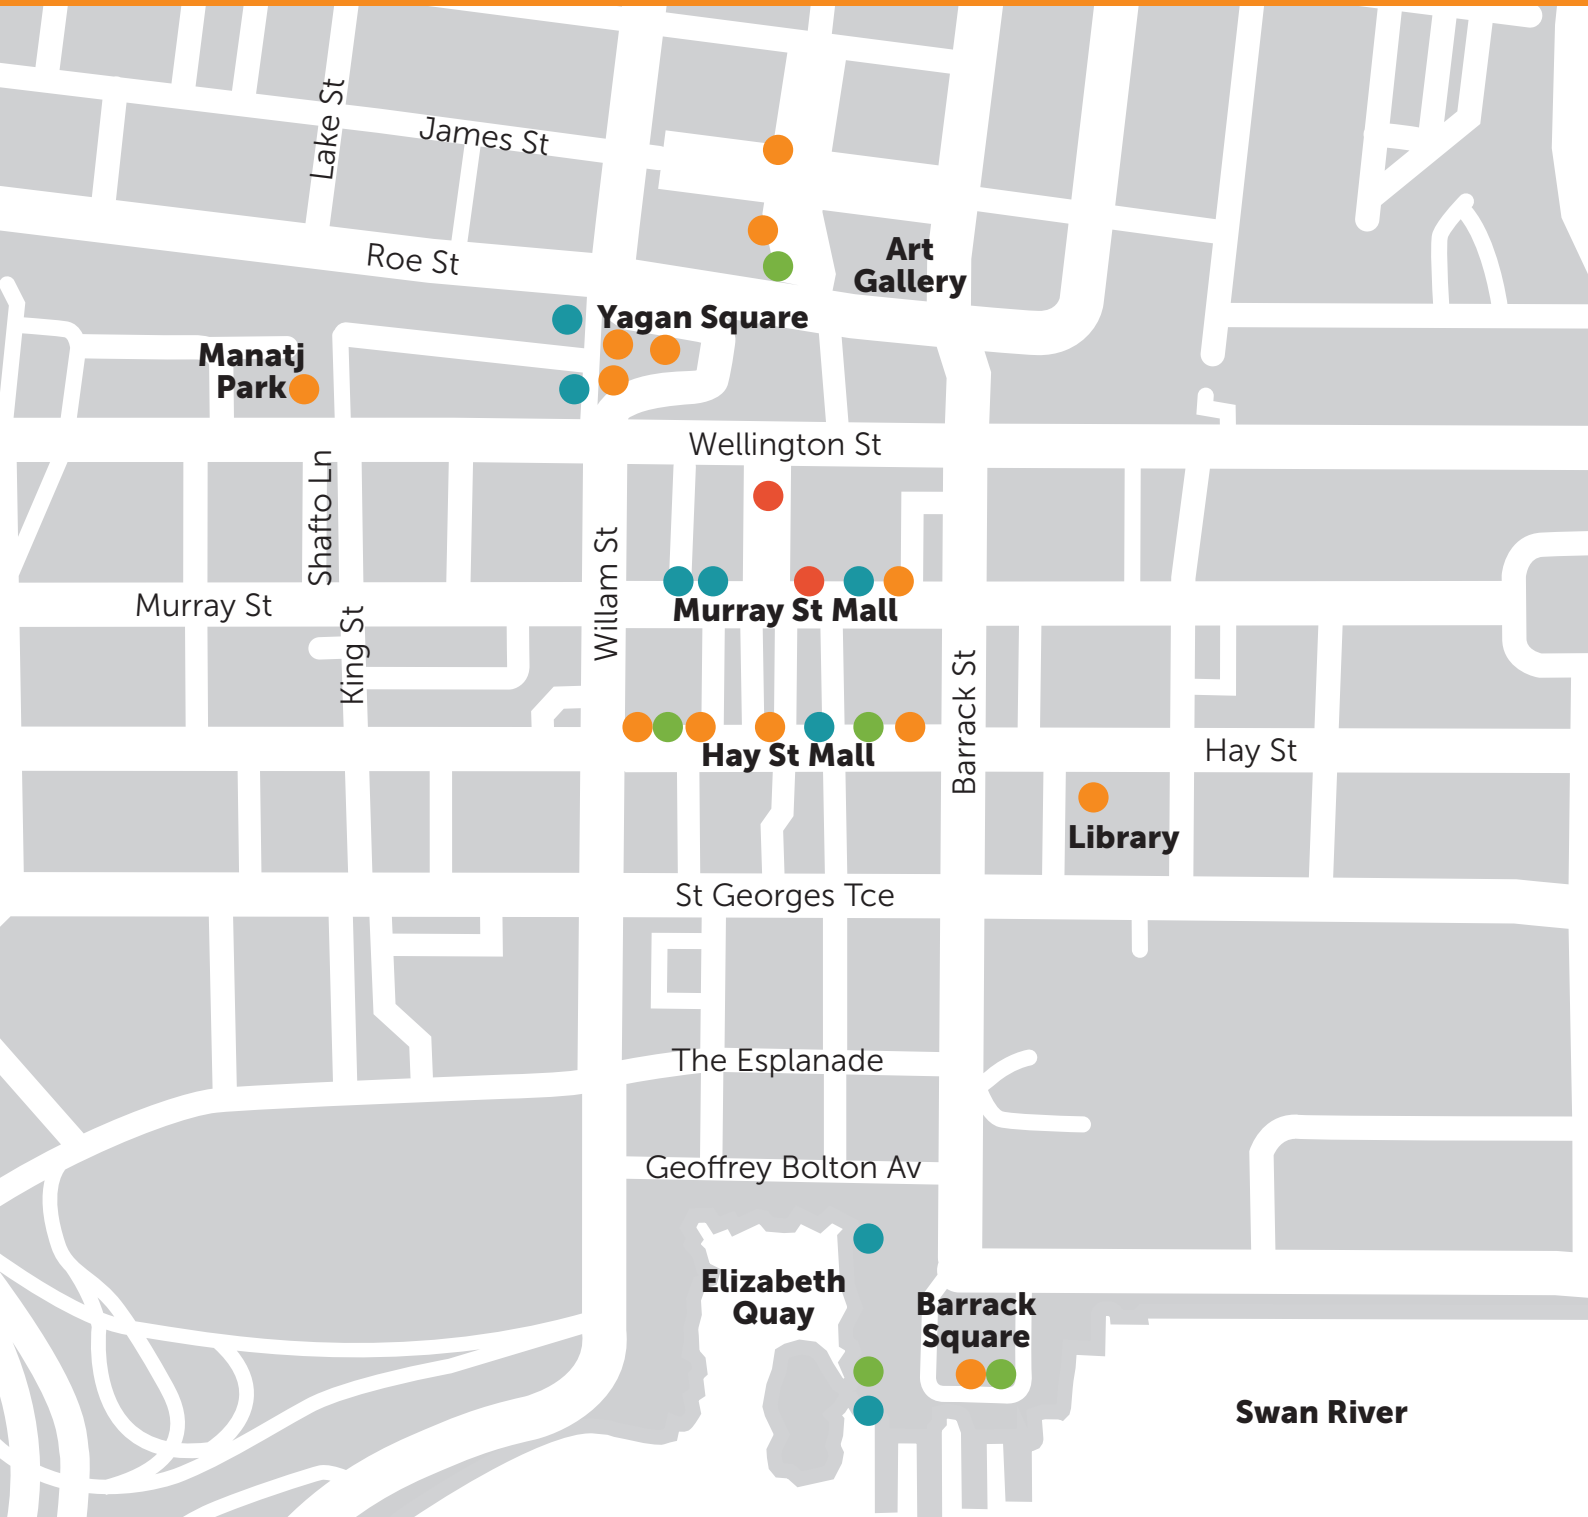 Lake St
James St
Roe St
Art
Gallery
Yagan Square
Manatj
Park
Wellington St
Shafto Ln
Willam St
Murray St
Murray St Mall
King St
Barrack St
Hay St Mall
Hay St
Library
St Georges Tce
The Esplanade
Geoffrey Bolton Av
Elizabeth
Quay
Barrack
Square
Swan River